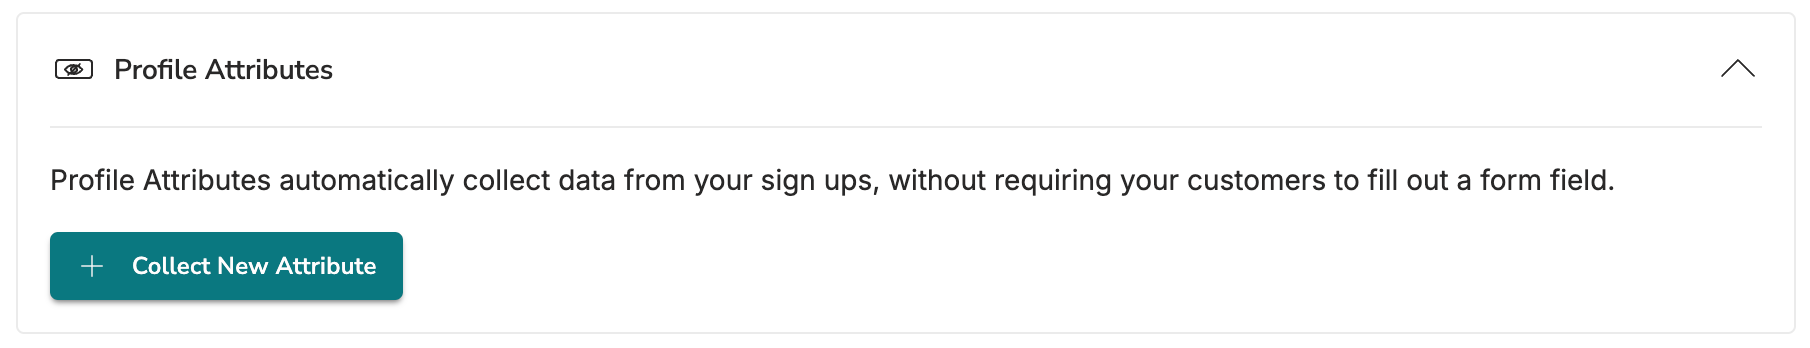 Profile Attributes
Profile Attributes automatically collect data from your sign ups, without requiring your customers to fill out a form field.
Collect New Attribute